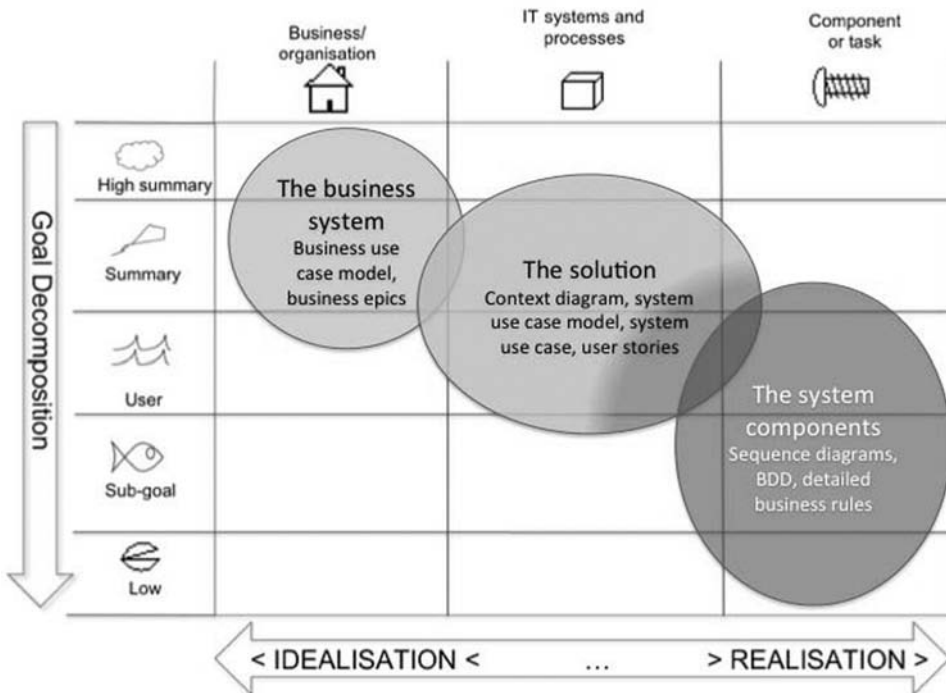 Business/
organisation
IT systems and
processes
Component
or task
Goal Decomposition
High summary
Summary
User
Sub-goal
Low
The business
system
Business use
case model,
business epics
The solution
Context diagram, system
use case model, system
use case, user stories
The system
components
Sequence diagrams,
BDD, detailed
business rules
< IDEALISATION < ... > REALISATION >